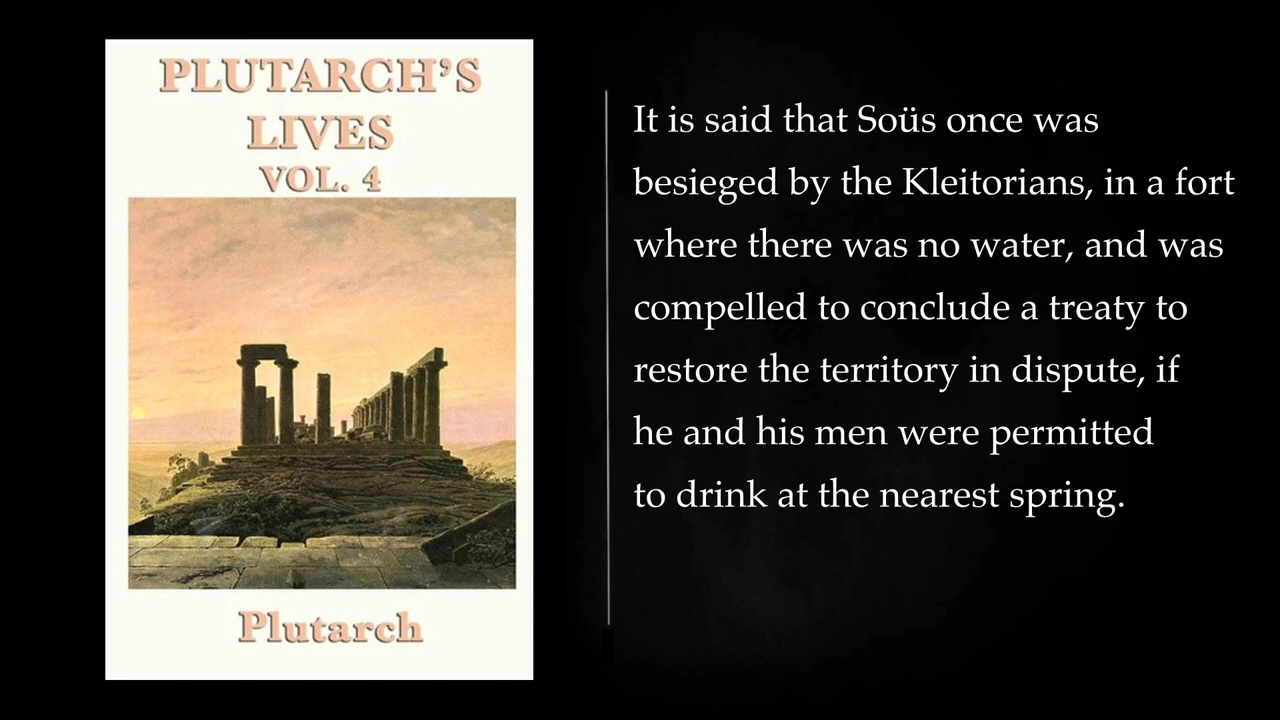 PLUTARCH'S
LIVES
VOL. 4
Plutarch
It is said that Soüs once was
besieged by the Kleitorians, in a fort
where there was no water, and was
compelled to conclude a treaty to
restore the territory in dispute, if
he and his men were permitted
to drink at the nearest spring.